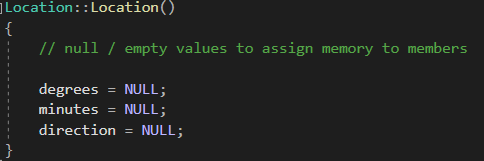 Location::Location()
{
// null / empty values to assign memory to members
degrees = NULL;
minutes = NULL;
direction = NULL;
}